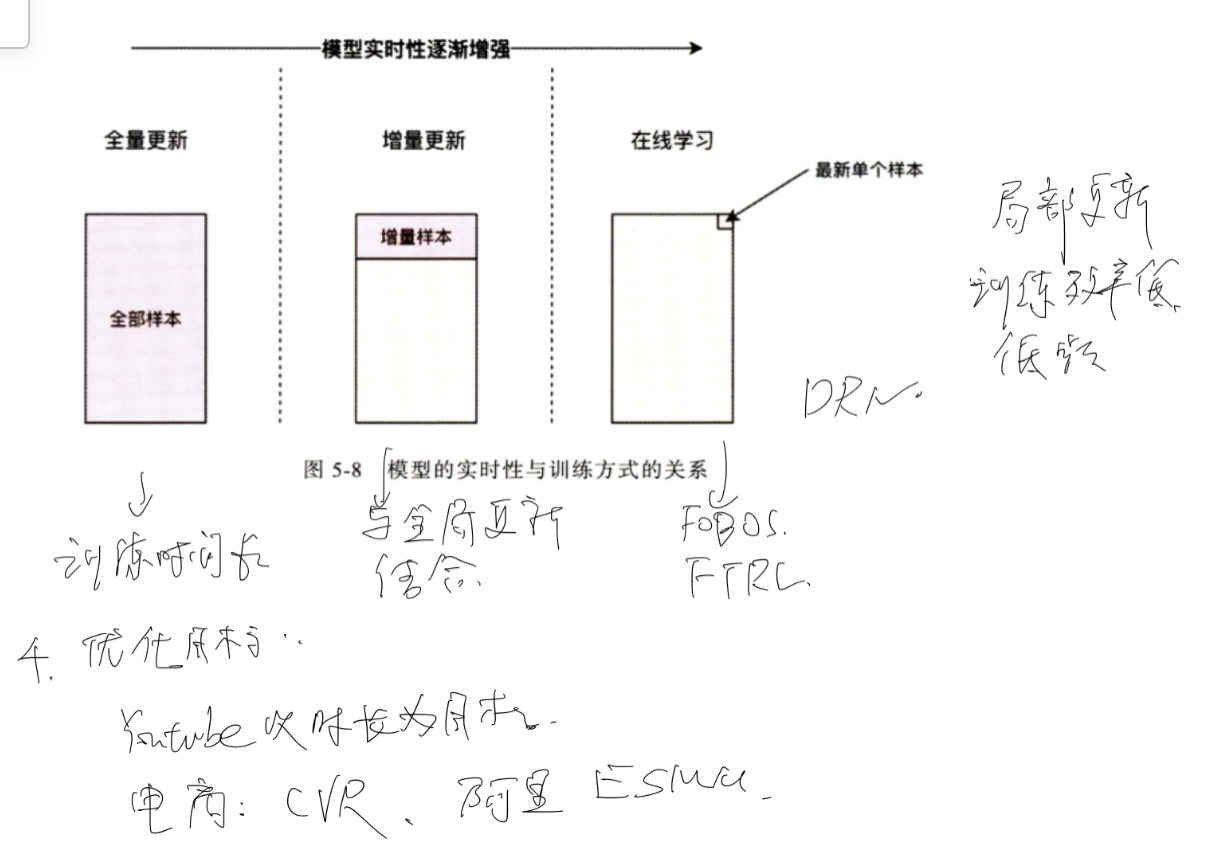 模型实时性逐渐增强
全量更新
增量更新
在线学习
最新单个样本
增量样本
全部样本
局部更新
训练效率低
低频
DRN.
图 5-8 模型的实时性与训练方式的关系
训练时间长
与全局更新
结合.
FOBOS.
FTRL.
4. 优化目标:
Youtube 以时长为目标.
电商: CVR、阿里 ESMM.